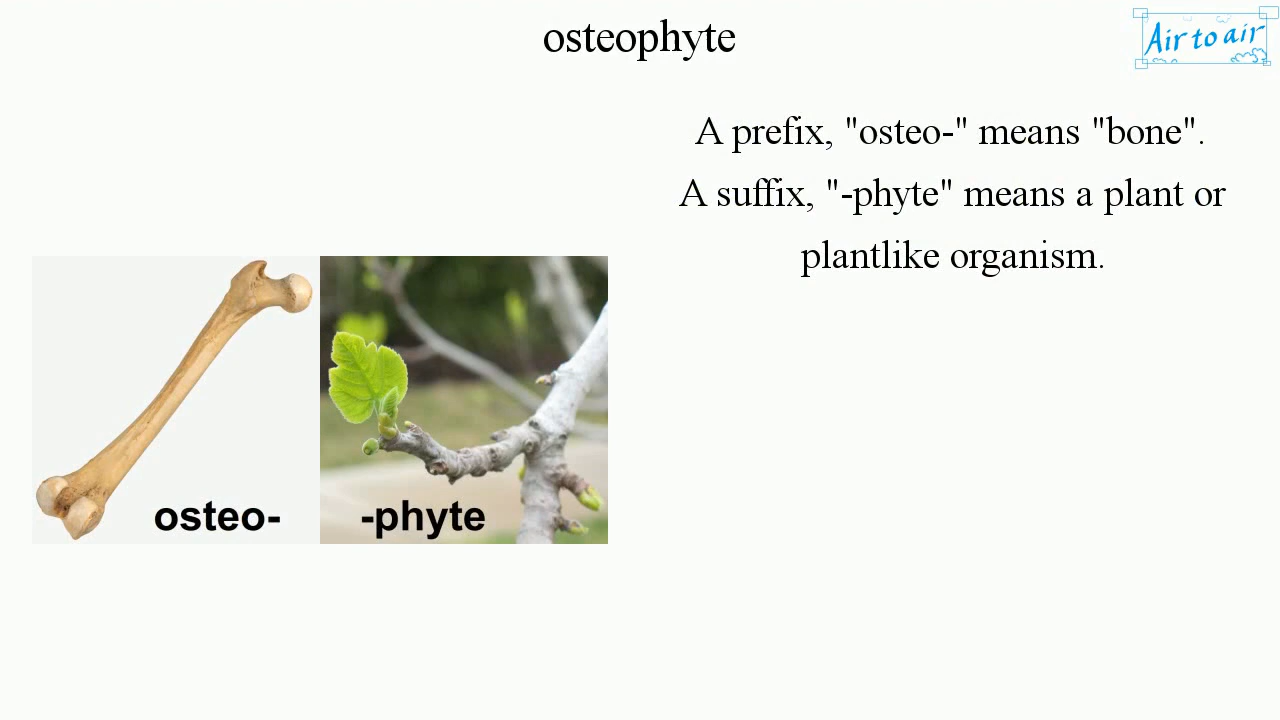 osteophyte
Air to air
A prefix, "osteo-" means "bone".
A suffix, "-phyte" means a plant or
plantlike organism.
osteo-
-phyte